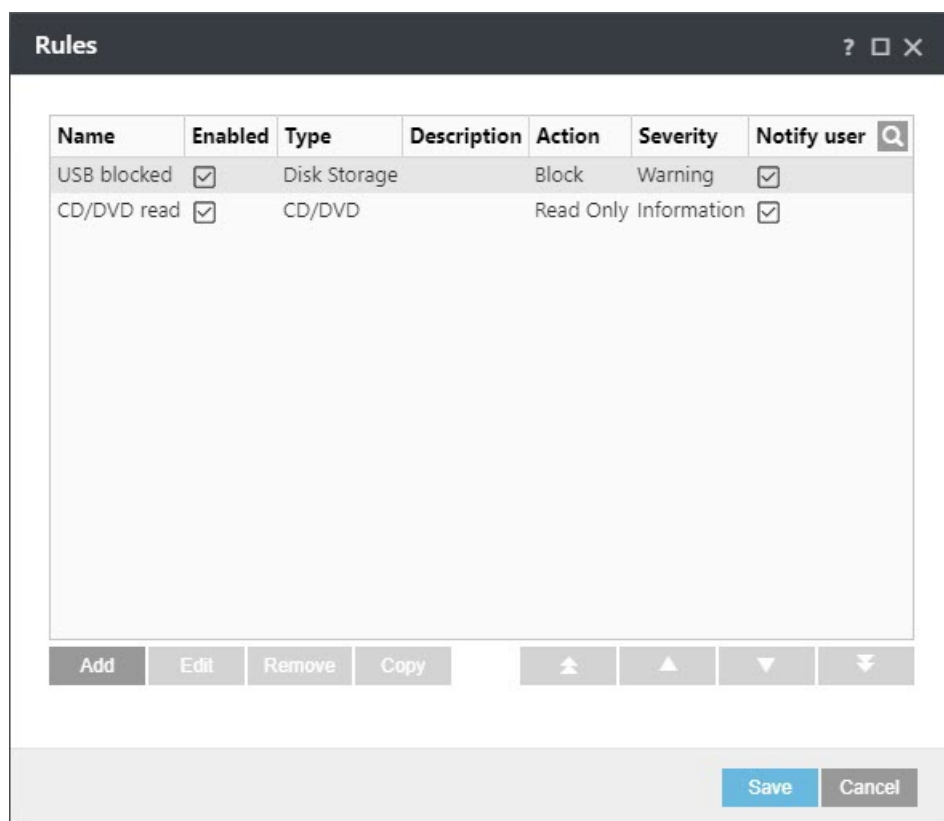 Rules ?
Name Enabled Type Description Action Severity Notify user
USB blocked Disk Storage Block Warning
CD/DVD read CD/DVD Read Only Information
Add Edit Remove Copy
Save Cancel